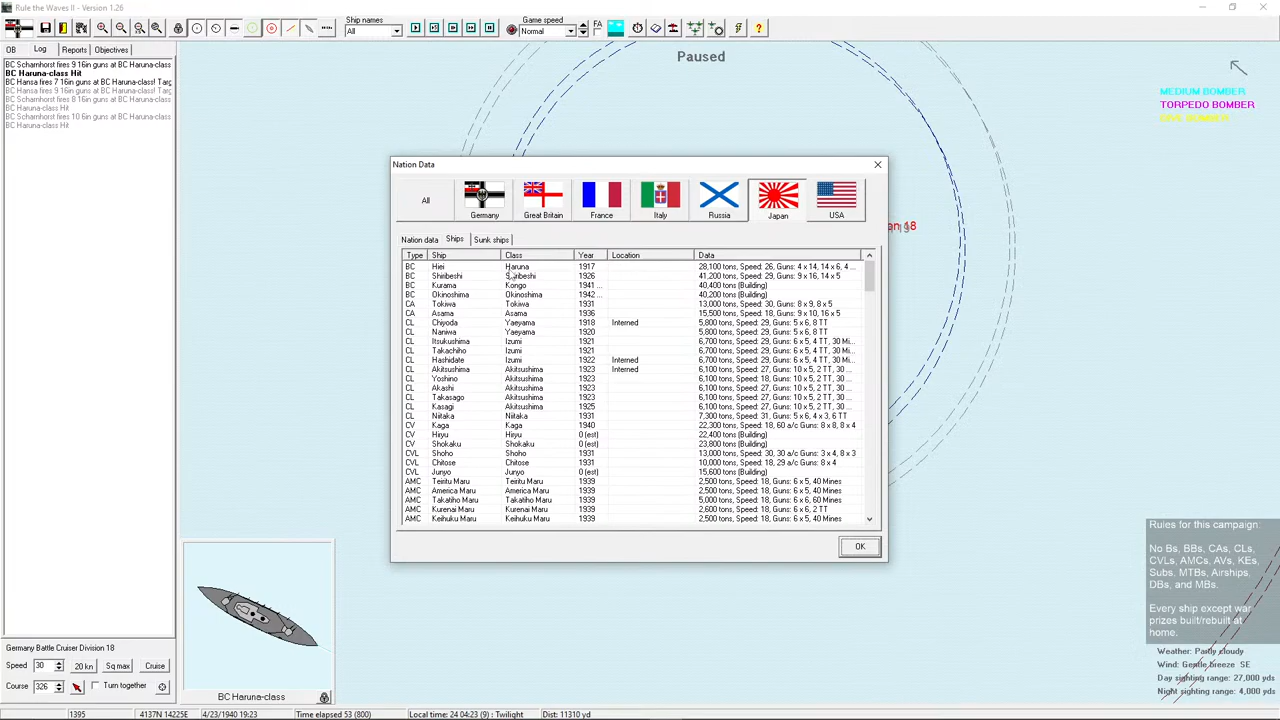 Rule the Waves II - Version 1.26
Ship names
All
FA
Game speed
Normal
OB Log Reports Objectives
BC Scharnhorst fires 9 16in guns at BC Haruna-class
BC Haruna-class Hit
BC Hansa fires 7 16in guns at BC Haruna-class! Targ
BC Hansa fires 9 16in guns at BC Haruna-class! Targ
BC Scharnhorst fires 8 16in guns at BC Haruna-class
BC Haruna-class Hit
BC Scharnhorst fires 10 6in guns at BC Haruna-class
BC Haruna-class Hit
Paused
MEDIUM BOMBER
TORPEDO BOMBER
Nation Data
All
Germany
Great Britain
France
Italy
Russia
Japan
USA
Nation data Ships Sunk ships
Type Ship Class Year Location Data
BC Hiei Haruna 1917 28,100 tons, Speed: 26, Guns: 4 x 14, 14 x 6, 4 ...
BC Shiribeshi Shiribeshi 1926 41,200 tons, Speed: 29, Guns: 9 x 16, 14 x 5
BC Kurama Kongo 1941 ... 40,400 tons (Building)
BC Okinoshima Okinoshima 1942 ... 40,200 tons (Building)
CA Tokiwa Tokiwa 1931 13,000 tons, Speed: 30, Guns: 8 x 9, 8 x 5
CA Asama Asama 1936 15,500 tons, Speed: 18, Guns: 9 x 10, 16 x 5
CL Chiyoda Yaeyama 1918 Interned 5,800 tons, Speed: 29, Guns: 5 x 6, 8 TT
CL Naniwa Yaeyama 1920 5,800 tons, Speed: 29, Guns: 5 x 6, 8 TT
CL Itsukushima Izumi 1921 6,700 tons, Speed: 29, Guns: 6 x 5, 4 TT, 30 Mi...
CL Takachiho Izumi 1921 6,700 tons, Speed: 29, Guns: 6 x 5, 4 TT, 30 Mi...
CL Hashidate Izumi 1922 Interned 6,700 tons, Speed: 29, Guns: 6 x 5, 4 TT, 30 Mi...
CL Akitsushima Akitsushima 1923 Interned 6,100 tons, Speed: 27, Guns: 10 x 5, 2 TT, 30 ...
CL Yoshino Akitsushima 1923 6,100 tons, Speed: 18, Guns: 10 x 5, 2 TT, 30 ...
CL Akashi Akitsushima 1923 6,100 tons, Speed: 27, Guns: 10 x 5, 2 TT, 30 ...
CL Takasago Akitsushima 1923 6,100 tons, Speed: 27, Guns: 10 x 5, 2 TT, 30 ...
CL Kasagi Akitsushima 1925 6,100 tons, Speed: 27, Guns: 10 x 5, 2 TT, 30 ...
CL Niitaka Niitaka 1931 7,300 tons, Speed: 31, Guns: 5 x 6, 4 x 3, 6 TT
CV Kaga Kaga 1940 22,300 tons, Speed: 18, 60 a/c Guns: 8 x 8, 8 x 4
CV Hiryu Hiryu 0 (est) 22,400 tons (Building)
CV Shokaku Shokaku 0 (est) 23,800 tons (Building)
CVL Shoho Shoho 1931 13,000 tons, Speed: 30, 30 a/c Guns: 3 x 4, 8 x 3
CVL Chitose Chitose 1931 10,000 tons, Speed: 18, 29 a/c Guns: 8 x 4
CVL Junyo Junyo 0 (est) 15,600 tons (Building)
AMC Teiritu Maru Teiritu Maru 1939 2,500 tons, Speed: 18, Guns: 6 x 5, 40 Mines
AMC America Maru America Maru 1939 2,500 tons, Speed: 18, Guns: 6 x 5, 40 Mines
AMC Takatiho Maru Takatiho Maru 1939 5,000 tons, Speed: 18, Guns: 6 x 6, 60 Mines
AMC Kurenai Maru Kurenai Maru 1939 2,600 tons, Speed: 18, Guns: 6 x 6, 2 TT
AMC Keihuku Maru Keihuku Maru 1939 2,500 tons, Speed: 18, Guns: 6 x 5, 40 Mines
OK
Rules for this campaign:
No Bs, BBs, CAs, CLs,
CVLs, AMCs, AVs, KEs,
Subs, MTBs, Airships,
DBs, and MBs.
Every ship except war
prizes built/rebuilt at
home.
Weather: Partly cloudy
Wind: Gentle breeze SE
Day sighting range: 27,000 yds
Night sighting range: 4,000 yds
Germany Battle Cruiser Division 18
Speed 30 20 kn Sq max Cruise
Course 326 Turn together
BC Haruna-class
1395 4137N 14225E 4/23/1940 19:23 Time elapsed 53 (800) Local time: 24 04:23 (9) : Twilight Dist: 11310 yd